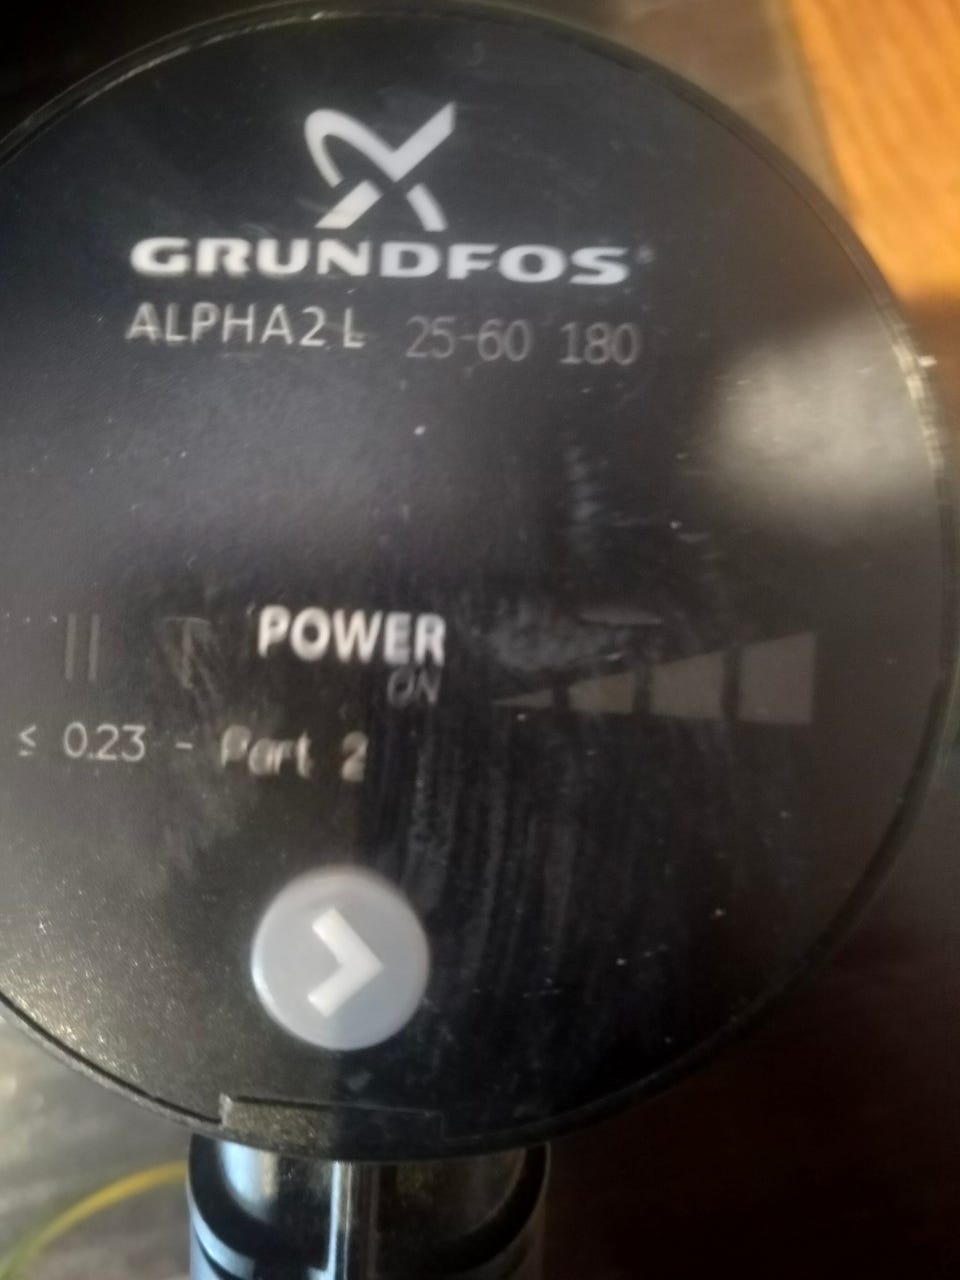 GRUNDFOS
ALPHA2 L 25-60 180
POWER
ON
≤ 0.23 - Part 2